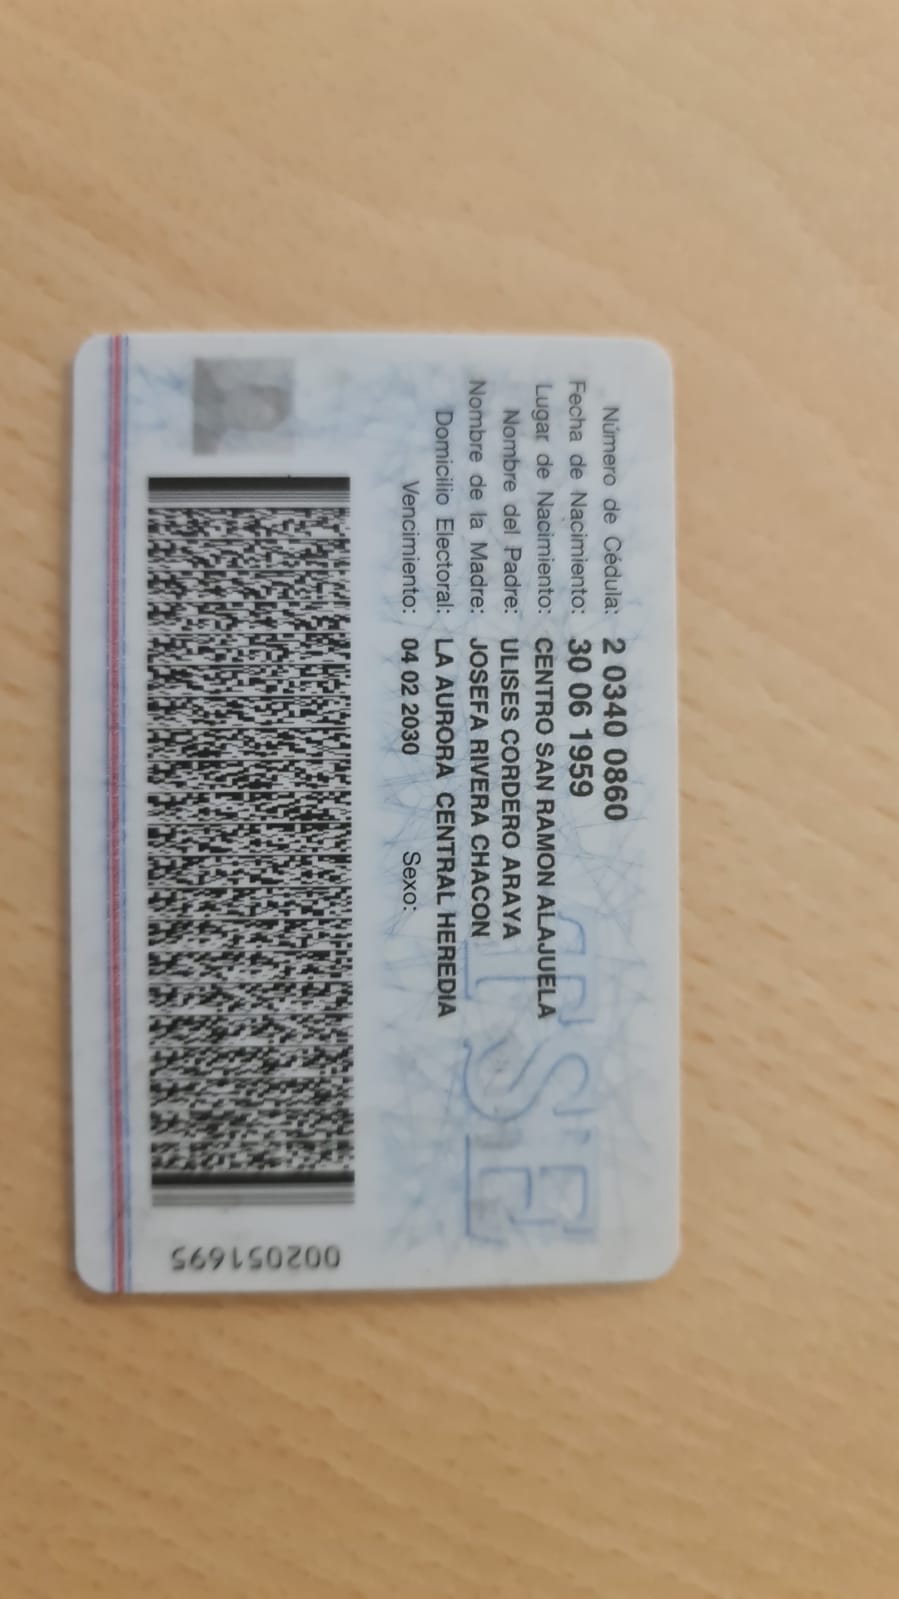 Número de Cédula: 2 0340 0860
Fecha de Nacimiento: 30 06 1959
Lugar de Nacimiento: CENTRO SAN RAMON ALAJUELA
Nombre del Padre: ULISES CORDERO ARAYA
Nombre de la Madre: JOSEFA RIVERA CHACON
Domicilio Electoral: LA AURORA CENTRAL HEREDIA
Vencimiento: 04 02 2030 Sexo:
TSE
TSE
002051695